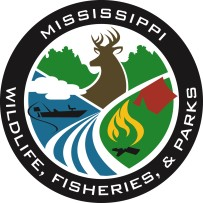 MISSISSIPPI
WILDLIFE, FISHERIES, & PARKS